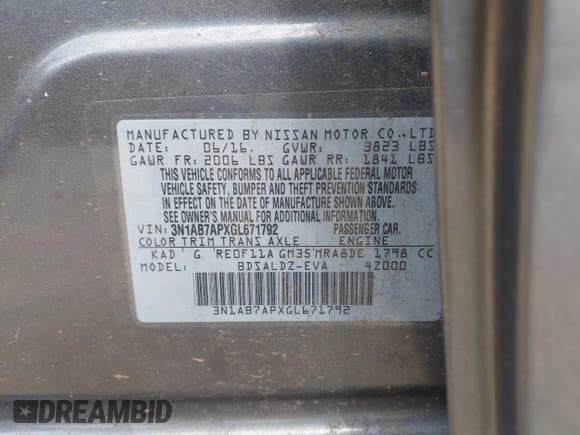 MANUFACTURED BY NISSAN MOTOR CO.,LTD
DATE: 06/16. GVWR: 3823 LBS
GAWR FR: 2006 LBS GAWR RR: 1841 LBS
THIS VEHICLE CONFORMS TO ALL APPLICABLE FEDERAL MOTOR
VEHICLE SAFETY, BUMPER AND THEFT PREVENTION STANDARDS
IN EFFECT ON THE DATE OF MANUFACTURE SHOWN ABOVE.
SEE OWNER'S MANUAL FOR ADDITIONAL INFORMATION.
VIN: 3N1AB7APXGL671792 PASSENGER CAR.
COLOR TRIM TRANS AXLE ENGINE
KAD G RE0F11A GM35 MRA8DE 1798 CC
MODEL: BDSALDZ-EVA 4Z000
3N1AB7APXGL671792
DREAMBID